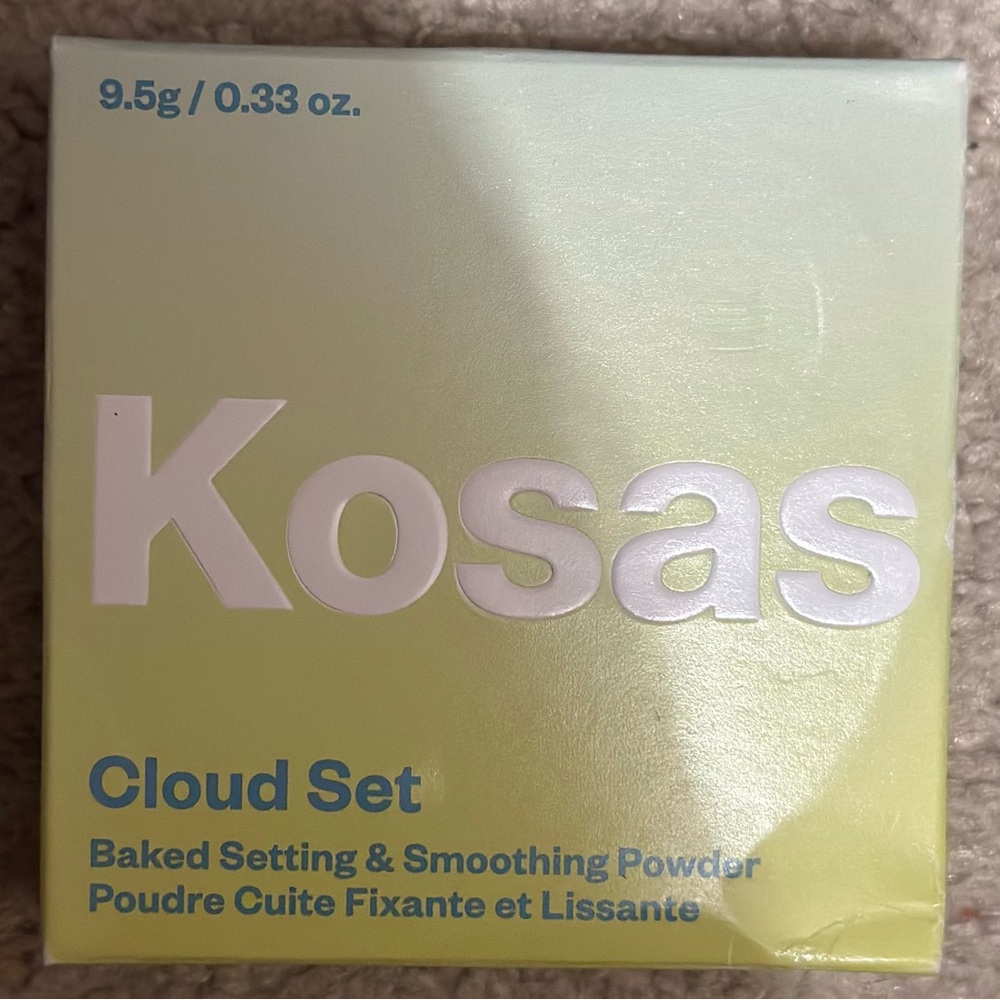 9.5g / 0.33 oz.
Kosas
Cloud Set
Baked Setting & Smoothing Powder
Poudre Cuite Fixante et Lissante